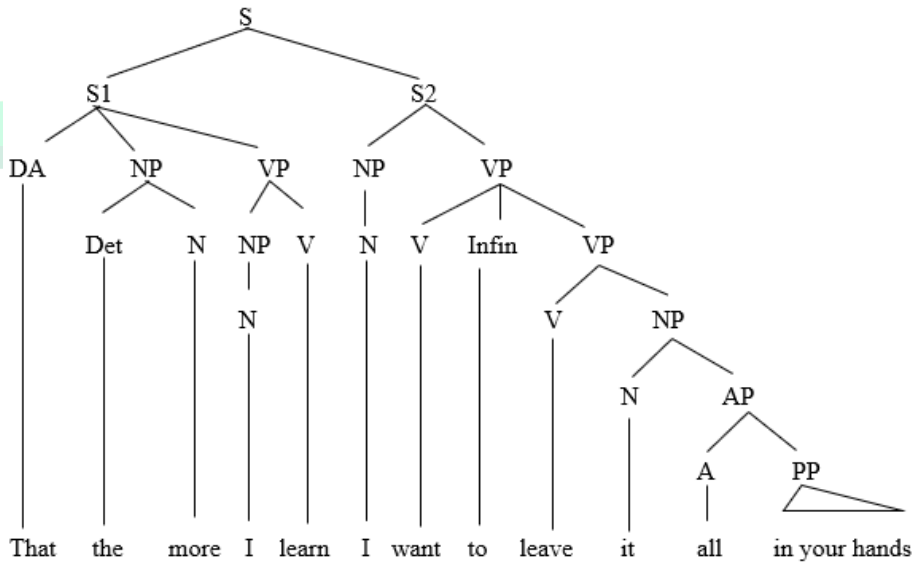 S
S1 S2
DA NP VP NP VP
Det N NP V N V Infin VP
N V NP
N AP
A PP
That the more I learn I want to leave it all in your hands